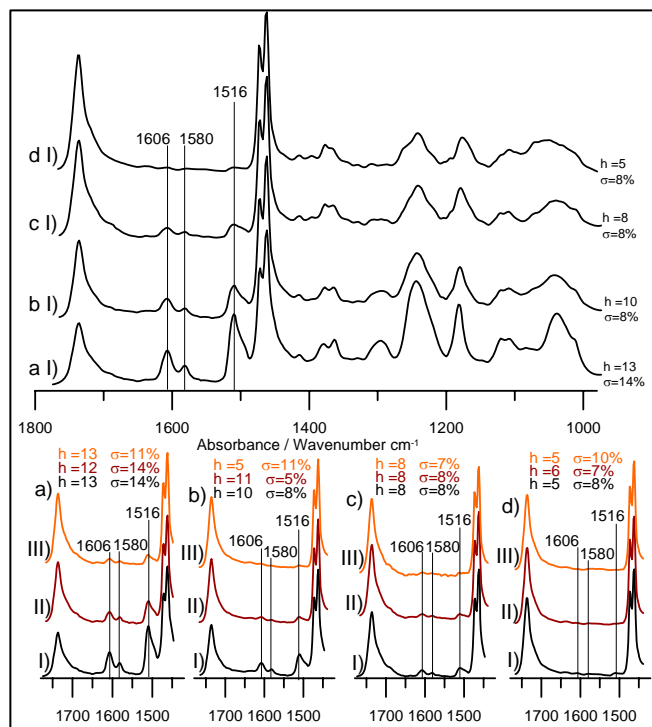 1516
1606 1580
d I)
h =5
σ=8%
c I)
h =8
σ=8%
b I)
h =10
σ=8%
a I)
h =13
σ=14%
1800 1600 1400 1200 1000
Absorbance / Wavenumber cm-1
h =13 σ=11%
h =12 σ=14%
h =13 σ=14%
a)
1516
1606 1580
III)
II)
I)
1700 1600 1500
h =5 σ=11%
h =11 σ=5%
h =10 σ=8%
b)
1516
1606
1580
III)
II)
I)
1700 1600 1500
h =8 σ=7%
h =8 σ=8%
h =8 σ=8%
c)
1516
1606 1580
III)
II)
I)
1700 1600 1500
h =5 σ=10%
h =6 σ=7%
h =5 σ=8%
d)
1516
1606
1580
III)
II)
I)
1700 1600 1500